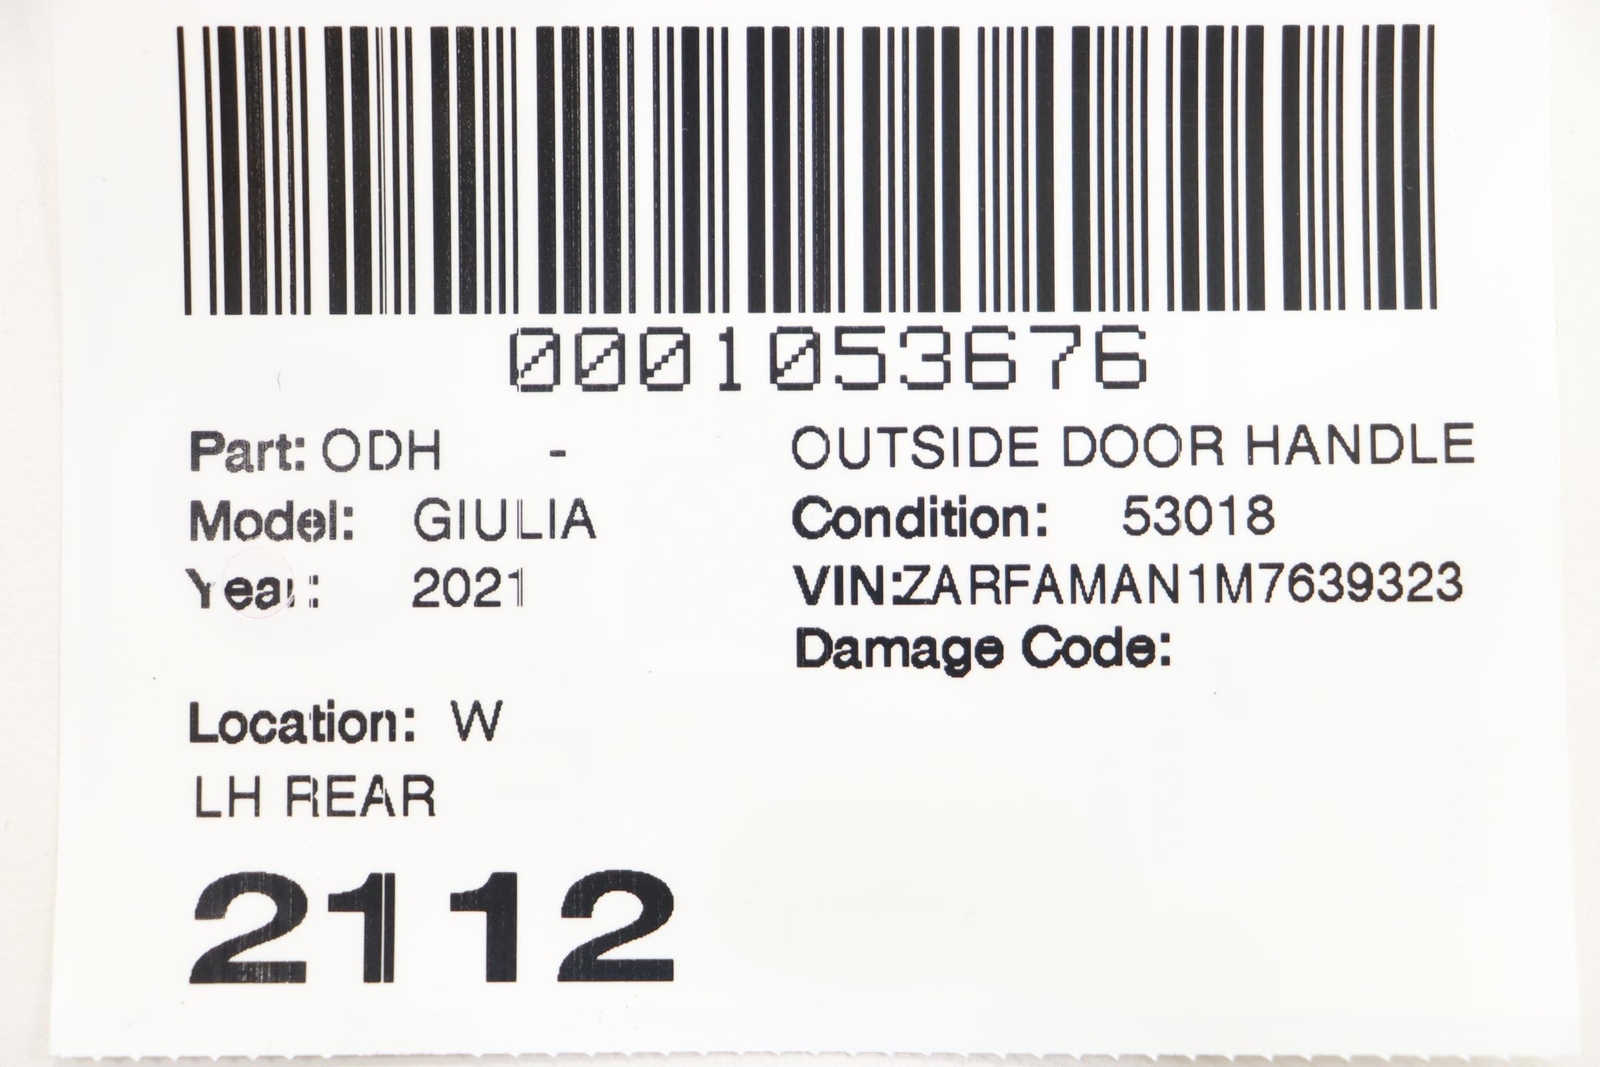 0001053676
Part: ODH - OUTSIDE DOOR HANDLE
Model: GIULIA Condition: 53018
Year: 2021 VIN:ZARFAMAN1M7639323
Damage Code:
Location: W
LH REAR
2112